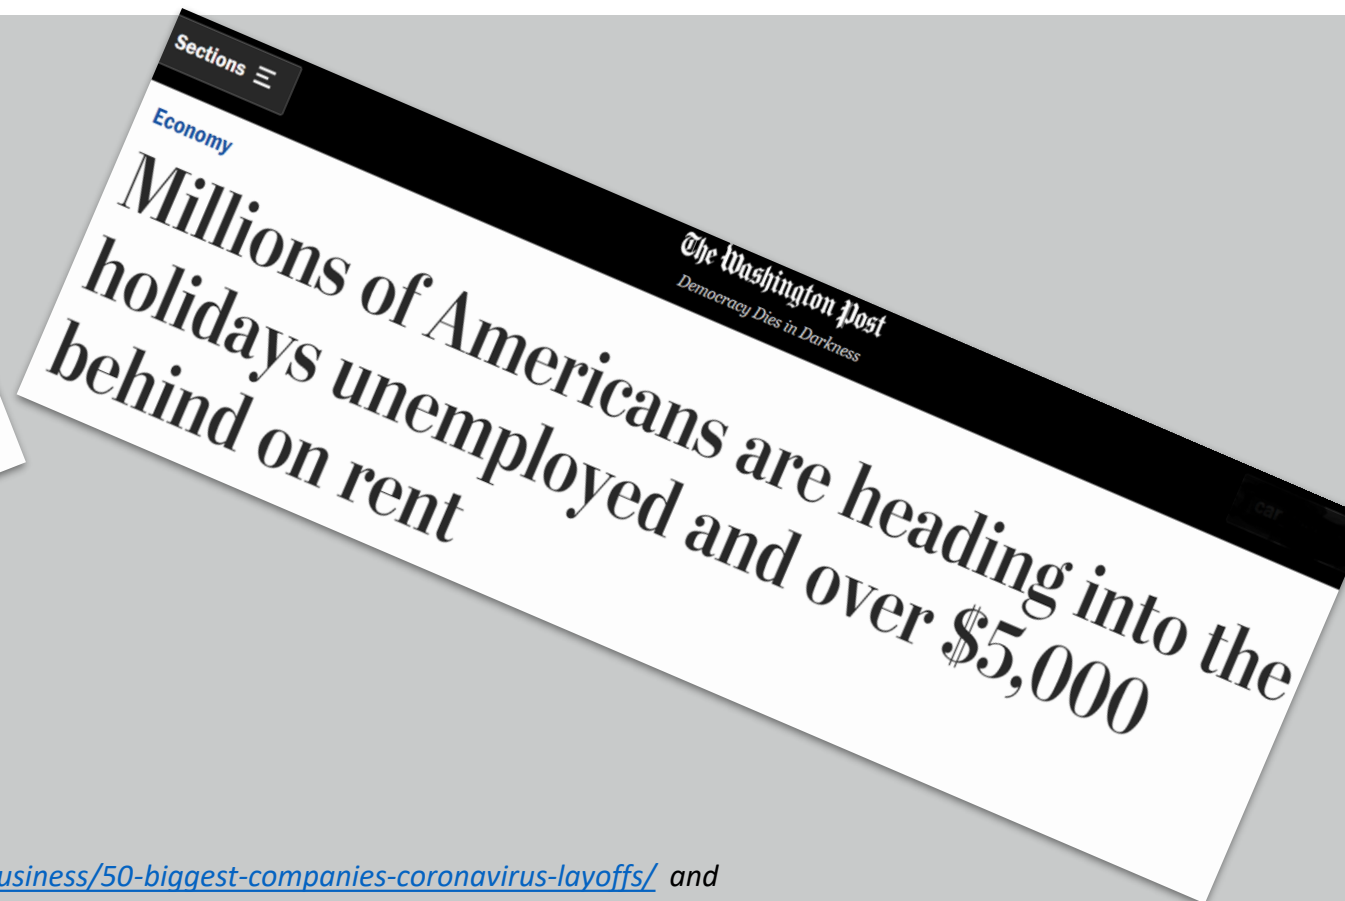 Sections
Economy
The Washington Post
Democracy Dies in Darkness
Millions of Americans are heading into the
holidays unemployed and over $5,000
behind on rent
car
usiness/50-biggest-companies-coronavirus-layoffs/ and